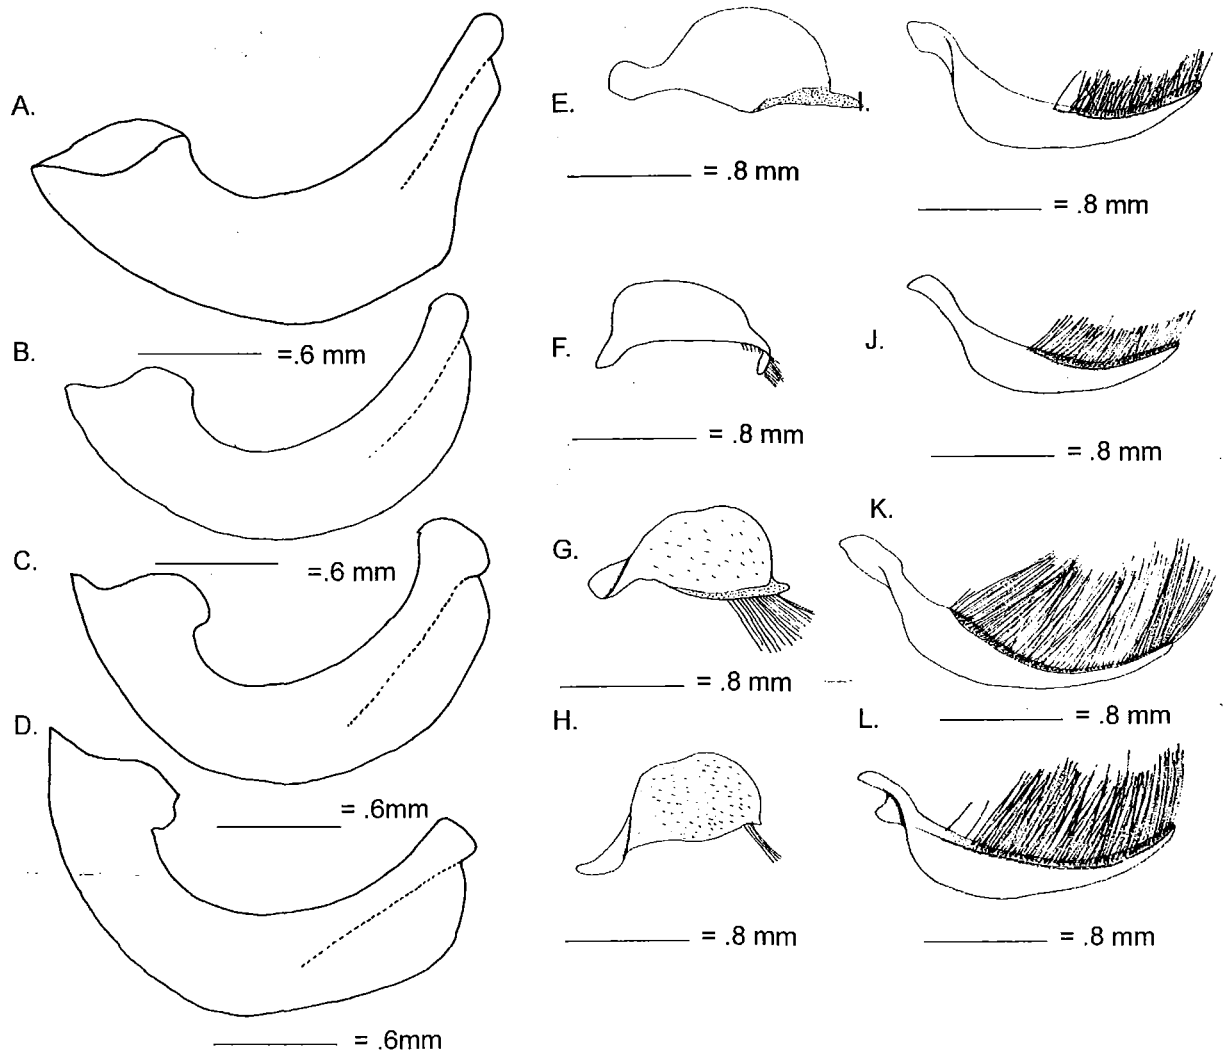 A.
=.6 mm
B.
=.6 mm
C.
= .6mm
D.
= .6mm
E.
= .8 mm
F.
= .8 mm
G.
= .8 mm
H.
= .8 mm
I.
= .8 mm
J.
= .8 mm
K.
= .8 mm
L.
= .8 mm